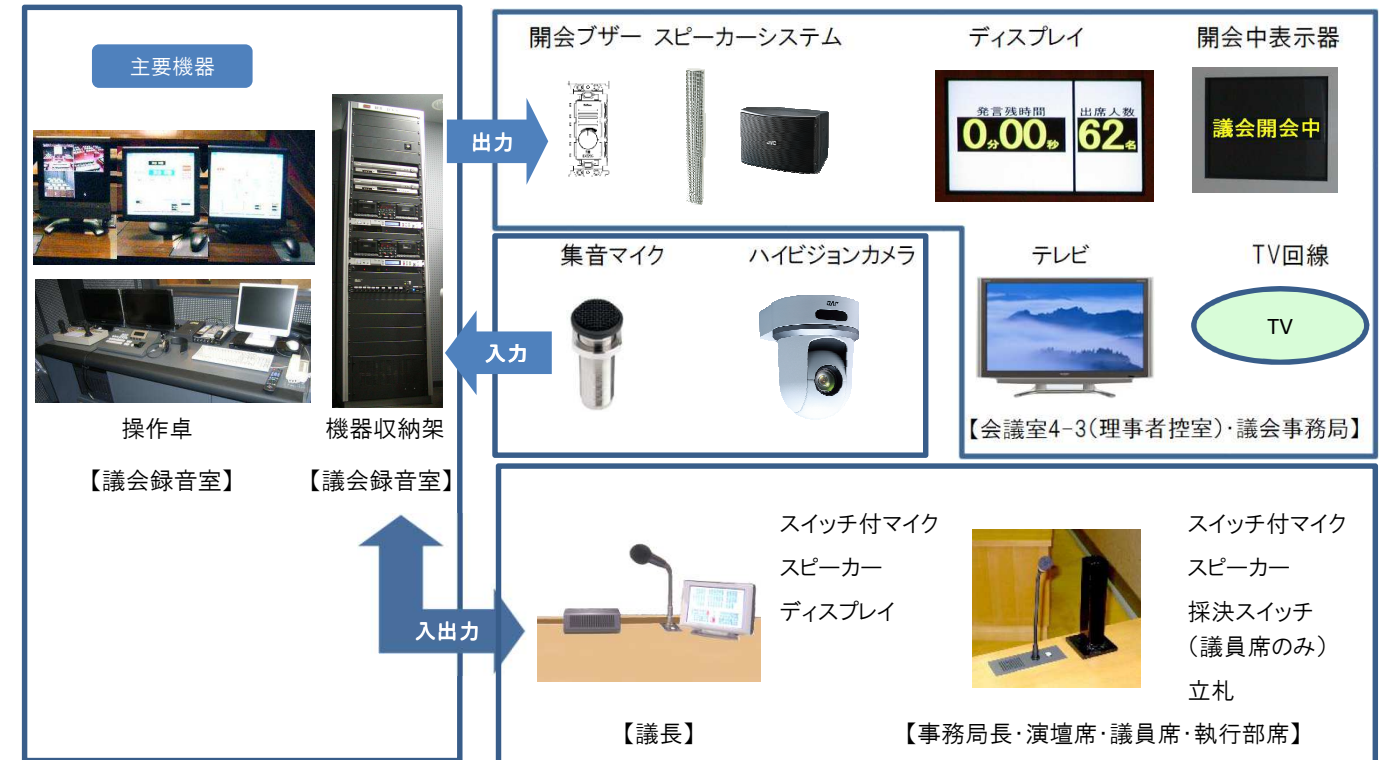 主要機器
操作卓
【議会録音室】
機器収納架
【議会録音室】
出力
入力
入出力
開会ブザー
スピーカーシステム
ディスプレイ
開会中表示器
発言残時間
0分00秒
出席人数
62名
議会開会中
JVC
集音マイク
ハイビジョンカメラ
JVC
テレビ
TV回線
TV
【会議室4-3(理事者控室)・議会事務局】
スイッチ付マイク
スピーカー
ディスプレイ
【議長】
スイッチ付マイク
スピーカー
採決スイッチ
(議員席のみ)
立札
【事務局長・演壇席・議員席・執行部席】